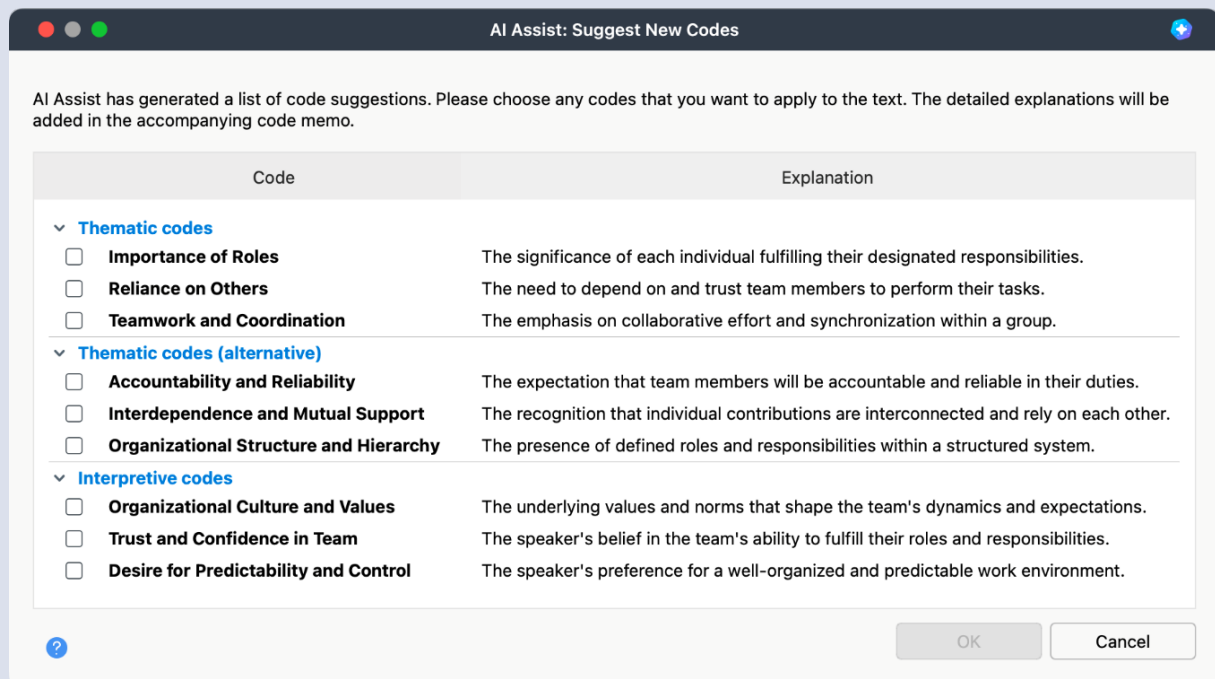 AI Assist: Suggest New Codes
AI Assist has generated a list of code suggestions. Please choose any codes that you want to apply to the text. The detailed explanations will be
added in the accompanying code memo.
Code Explanation
Thematic codes
Importance of Roles The significance of each individual fulfilling their designated responsibilities.
Reliance on Others The need to depend on and trust team members to perform their tasks.
Teamwork and Coordination The emphasis on collaborative effort and synchronization within a group.
Thematic codes (alternative)
Accountability and Reliability The expectation that team members will be accountable and reliable in their duties.
Interdependence and Mutual Support The recognition that individual contributions are interconnected and rely on each other.
Organizational Structure and Hierarchy The presence of defined roles and responsibilities within a structured system.
Interpretive codes
Organizational Culture and Values The underlying values and norms that shape the team's dynamics and expectations.
Trust and Confidence in Team The speaker's belief in the team's ability to fulfill their roles and responsibilities.
Desire for Predictability and Control The speaker's preference for a well-organized and predictable work environment.
? OK Cancel